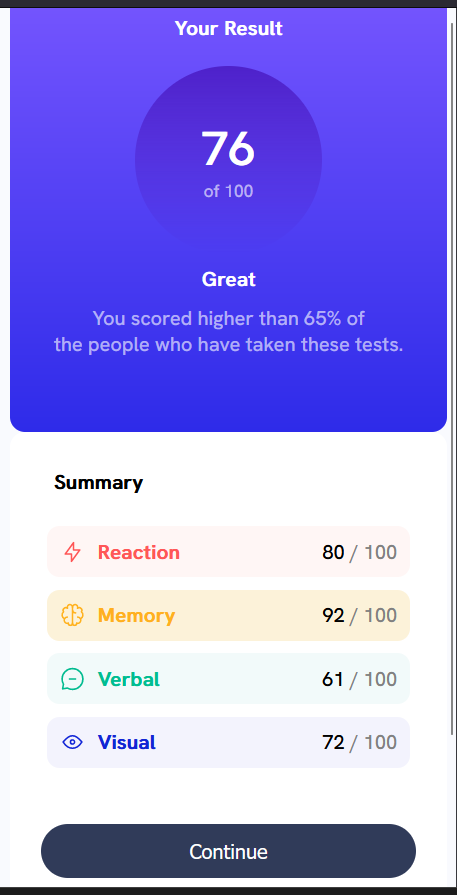 Your Result
76
of 100
Great
You scored higher than 65% of
the people who have taken these tests.
Summary
Reaction 80 / 100
Memory 92 / 100
Verbal 61 / 100
Visual 72 / 100
Continue